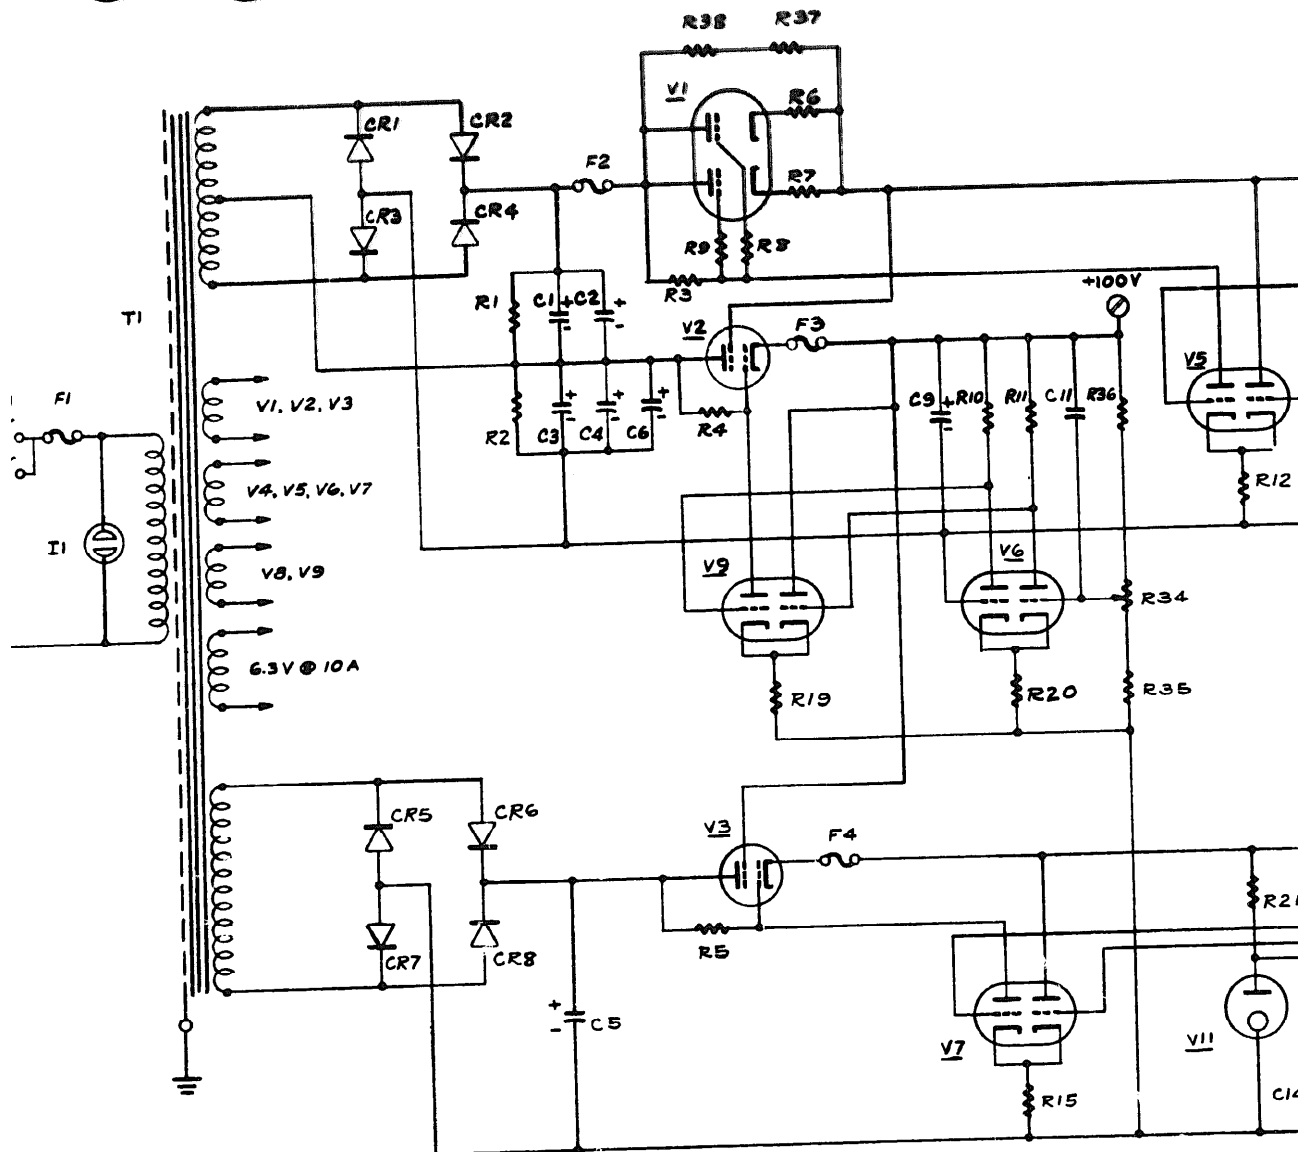 R38
R37
V1
R6
CR1
CR2
F2
R7
CR3
CR4
R9
R8
R3
+100V
R1
C1
+
C2
+
-
-
T1
V2
F3
V5
F1
V1, V2, V3
R2
C3
+
-
C4
+
-
C6
+
-
R4
C9
+
-
R10
R11
C11
R36
R12
V4, V5, V6, V7
I1
V8, V9
V9
V6
R34
6.3V @ 10A
R19
R20
R35
CR5
CR6
V3
F4
R21
CR7
CR8
R5
+
-
C5
V7
V11
R15
C14